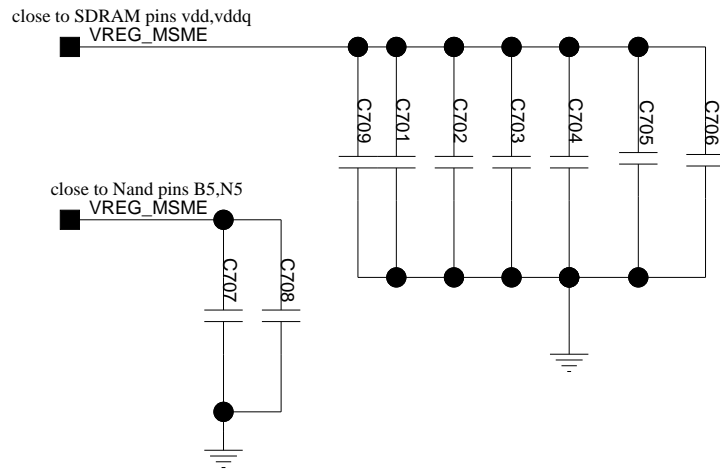 close to SDRAM pins vdd,vddq
VREG_MSME
C709
C701
C702
C703
C704
C705
C706
close to Nand pins B5,N5
VREG_MSME
C707
C708